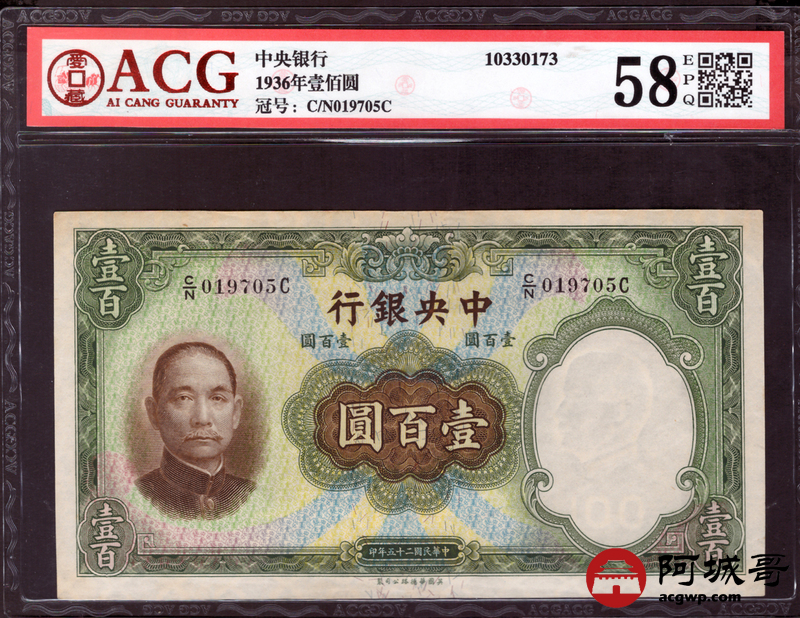 愛
藏
ACG
AI CANG GUARANTY
中央银行
1936年壹佰圆
冠号: C/N019705C
10330173
58
EPQ
壹百
壹百
C/N 019705C
C/N 019705C
行銀央中
圓百壹
圓百壹
圓百壹
壹百
壹百
印年五十二國民華中
100
阿城哥
acgwp.com